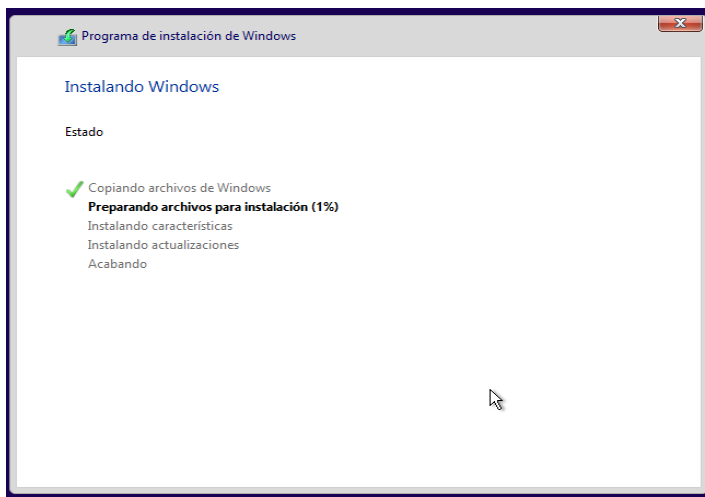 Programa de instalación de Windows
Instalando Windows
Estado
Copiando archivos de Windows
Preparando archivos para instalación (1%)
Instalando características
Instalando actualizaciones
Acabando